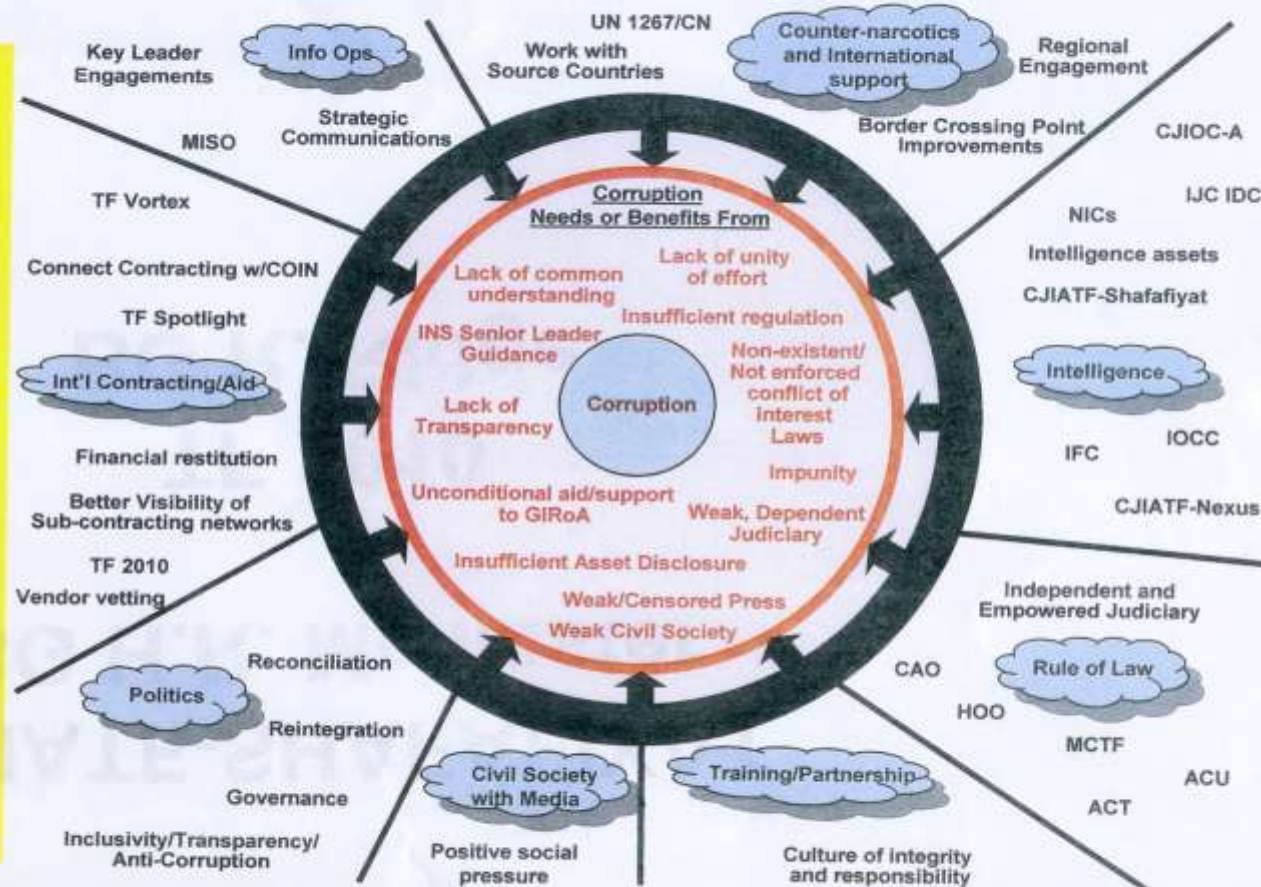 UN 1267/CN
Key Leader
Engagements
Info Ops
Work with
Source Countries
Counter-narcotics
and International
support
Regional
Engagement
MISO
Strategic
Communications
Border Crossing Point
Improvements
CJIOC-A
IJC IDC
NICs
Intelligence assets
CJIATF-Shafafiyat
Intelligence
IFC
IOCC
CJIATF-Nexus
TF Vortex
Connect Contracting w/COIN
TF Spotlight
Int'l Contracting/Aid
Financial restitution
Better Visibility of
Sub-contracting networks
TF 2010
Vendor vetting
Corruption
Needs or Benefits From
Lack of common
understanding
Lack of unity
of effort
Insufficient regulation
INS Senior Leader
Guidance
Non-existent/
Not enforced
conflict of
interest
Laws
Corruption
Lack of
Transparency
Impunity
Unconditional aid/support
to GIRoA
Weak, Dependent
Judiciary
Insufficient Asset Disclosure
Weak/Censored Press
Weak Civil Society
Independent and
Empowered Judiciary
CAO
Rule of Law
HOO
MCTF
ACU
ACT
Politics
Reconciliation
Reintegration
Governance
Inclusivity/Transparency/
Anti-Corruption
Civil Society
with Media
Positive social
pressure
Training/Partnership
Culture of integrity
and responsibility